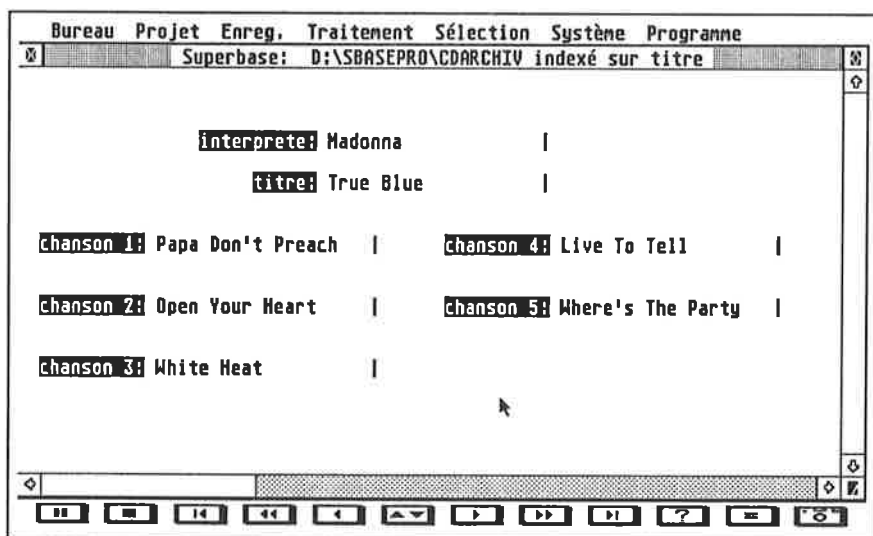 Bureau Projet Enreg. Traitement Sélection Système Programme
Superbase: D:\SBASEPRO\CDARCHIV indexé sur titre
interprete: Madonna
titre: True Blue
chanson 1: Papa Don't Preach
chanson 4: Live To Tell
chanson 2: Open Your Heart
chanson 5: Where's The Party
chanson 3: White Heat
?